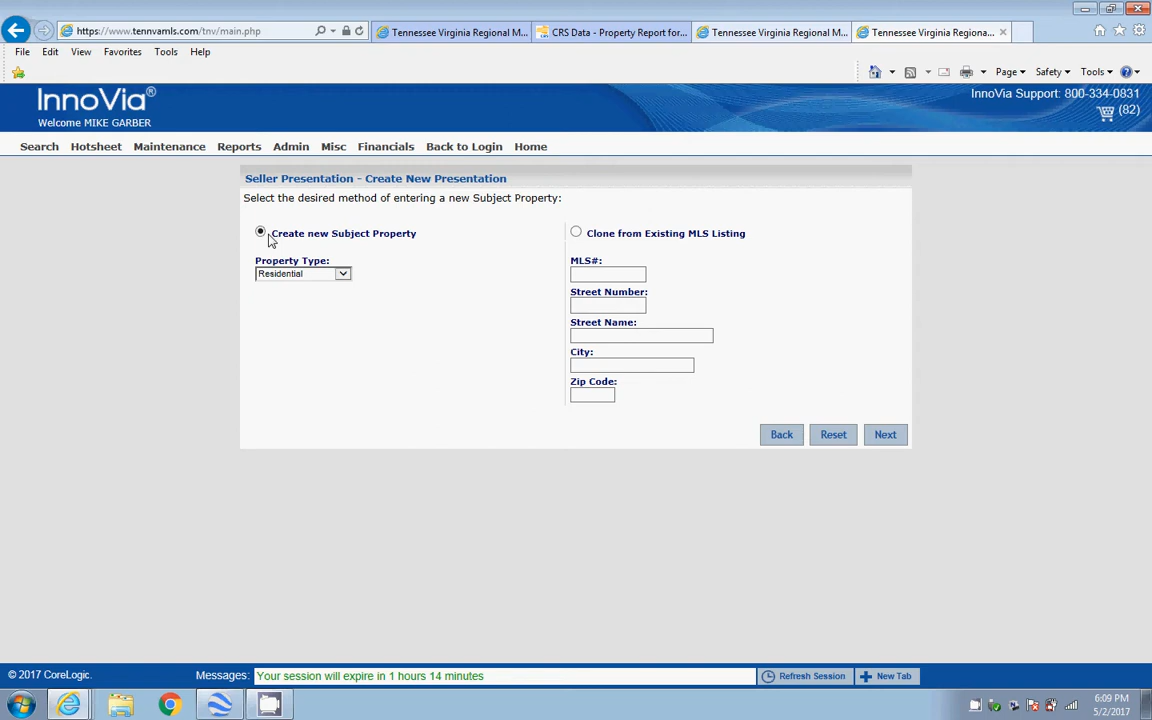 https://www.tennvamls.com/tnv/main.php
Tennessee Virginia Regional M...
CRS Data - Property Report for...
Tennessee Virginia Regional M...
Tennessee Virginia Regiona...
File Edit View Favorites Tools Help
Page Safety Tools
InnoVia®
Welcome MIKE GARBER
InnoVia Support: 800-334-0831
(82)
Search Hotsheet Maintenance Reports Admin Misc Financials Back to Login Home
Seller Presentation - Create New Presentation
Select the desired method of entering a new Subject Property:
Create new Subject Property
Property Type:
Residential
Clone from Existing MLS Listing
MLS#:
Street Number:
Street Name:
City:
Zip Code:
Back Reset Next
© 2017 CoreLogic.
Messages: Your session will expire in 1 hours 14 minutes
Refresh Session
New Tab
6:09 PM
5/2/2017